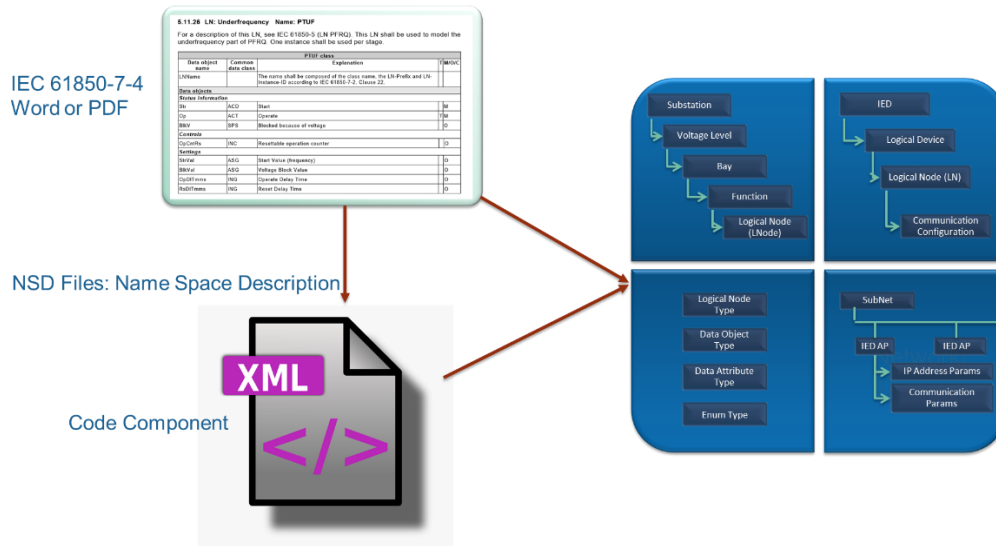 5.11.26 LN: Underfrequency Name: PTUF
For a description of this LN, see IEC 61850-5 (LN PFRQ). This LN shall be used to model the
underfrequency part of PFRQ. One instance shall be used per stage.
PTUF class
Data object name Common data class Explanation T M/O/C
LNName The name shall be composed of the class name, the LN-Prefix and LN-
Instance-ID according to IEC 61850-7-2, Clause 22.
Data objects
Status information
Str ACD Start M
Op ACT Operate T M
BlkV SPS Blocked because of voltage O
Controls
OpCntRs INC Resettable operation counter O
Settings
StrVal ASG Start Value (frequency) O
BlkVal ASG Voltage Block Value O
OpDlTmms ING Operate Delay Time O
RsDlTmms ING Reset Delay Time O
IEC 61850-7-4
Word or PDF
NSD Files: Name Space Description
Code Component
XML
</>
Substation
Voltage Level
Bay
Function
Logical Node
(LNode)
IED
Logical Device
Logical Node (LN)
Communication
Configuration
Logical Node
Type
Data Object
Type
Data Attribute
Type
Enum Type
SubNet
IED AP
IED AP
IP Address Params
Communication
Params